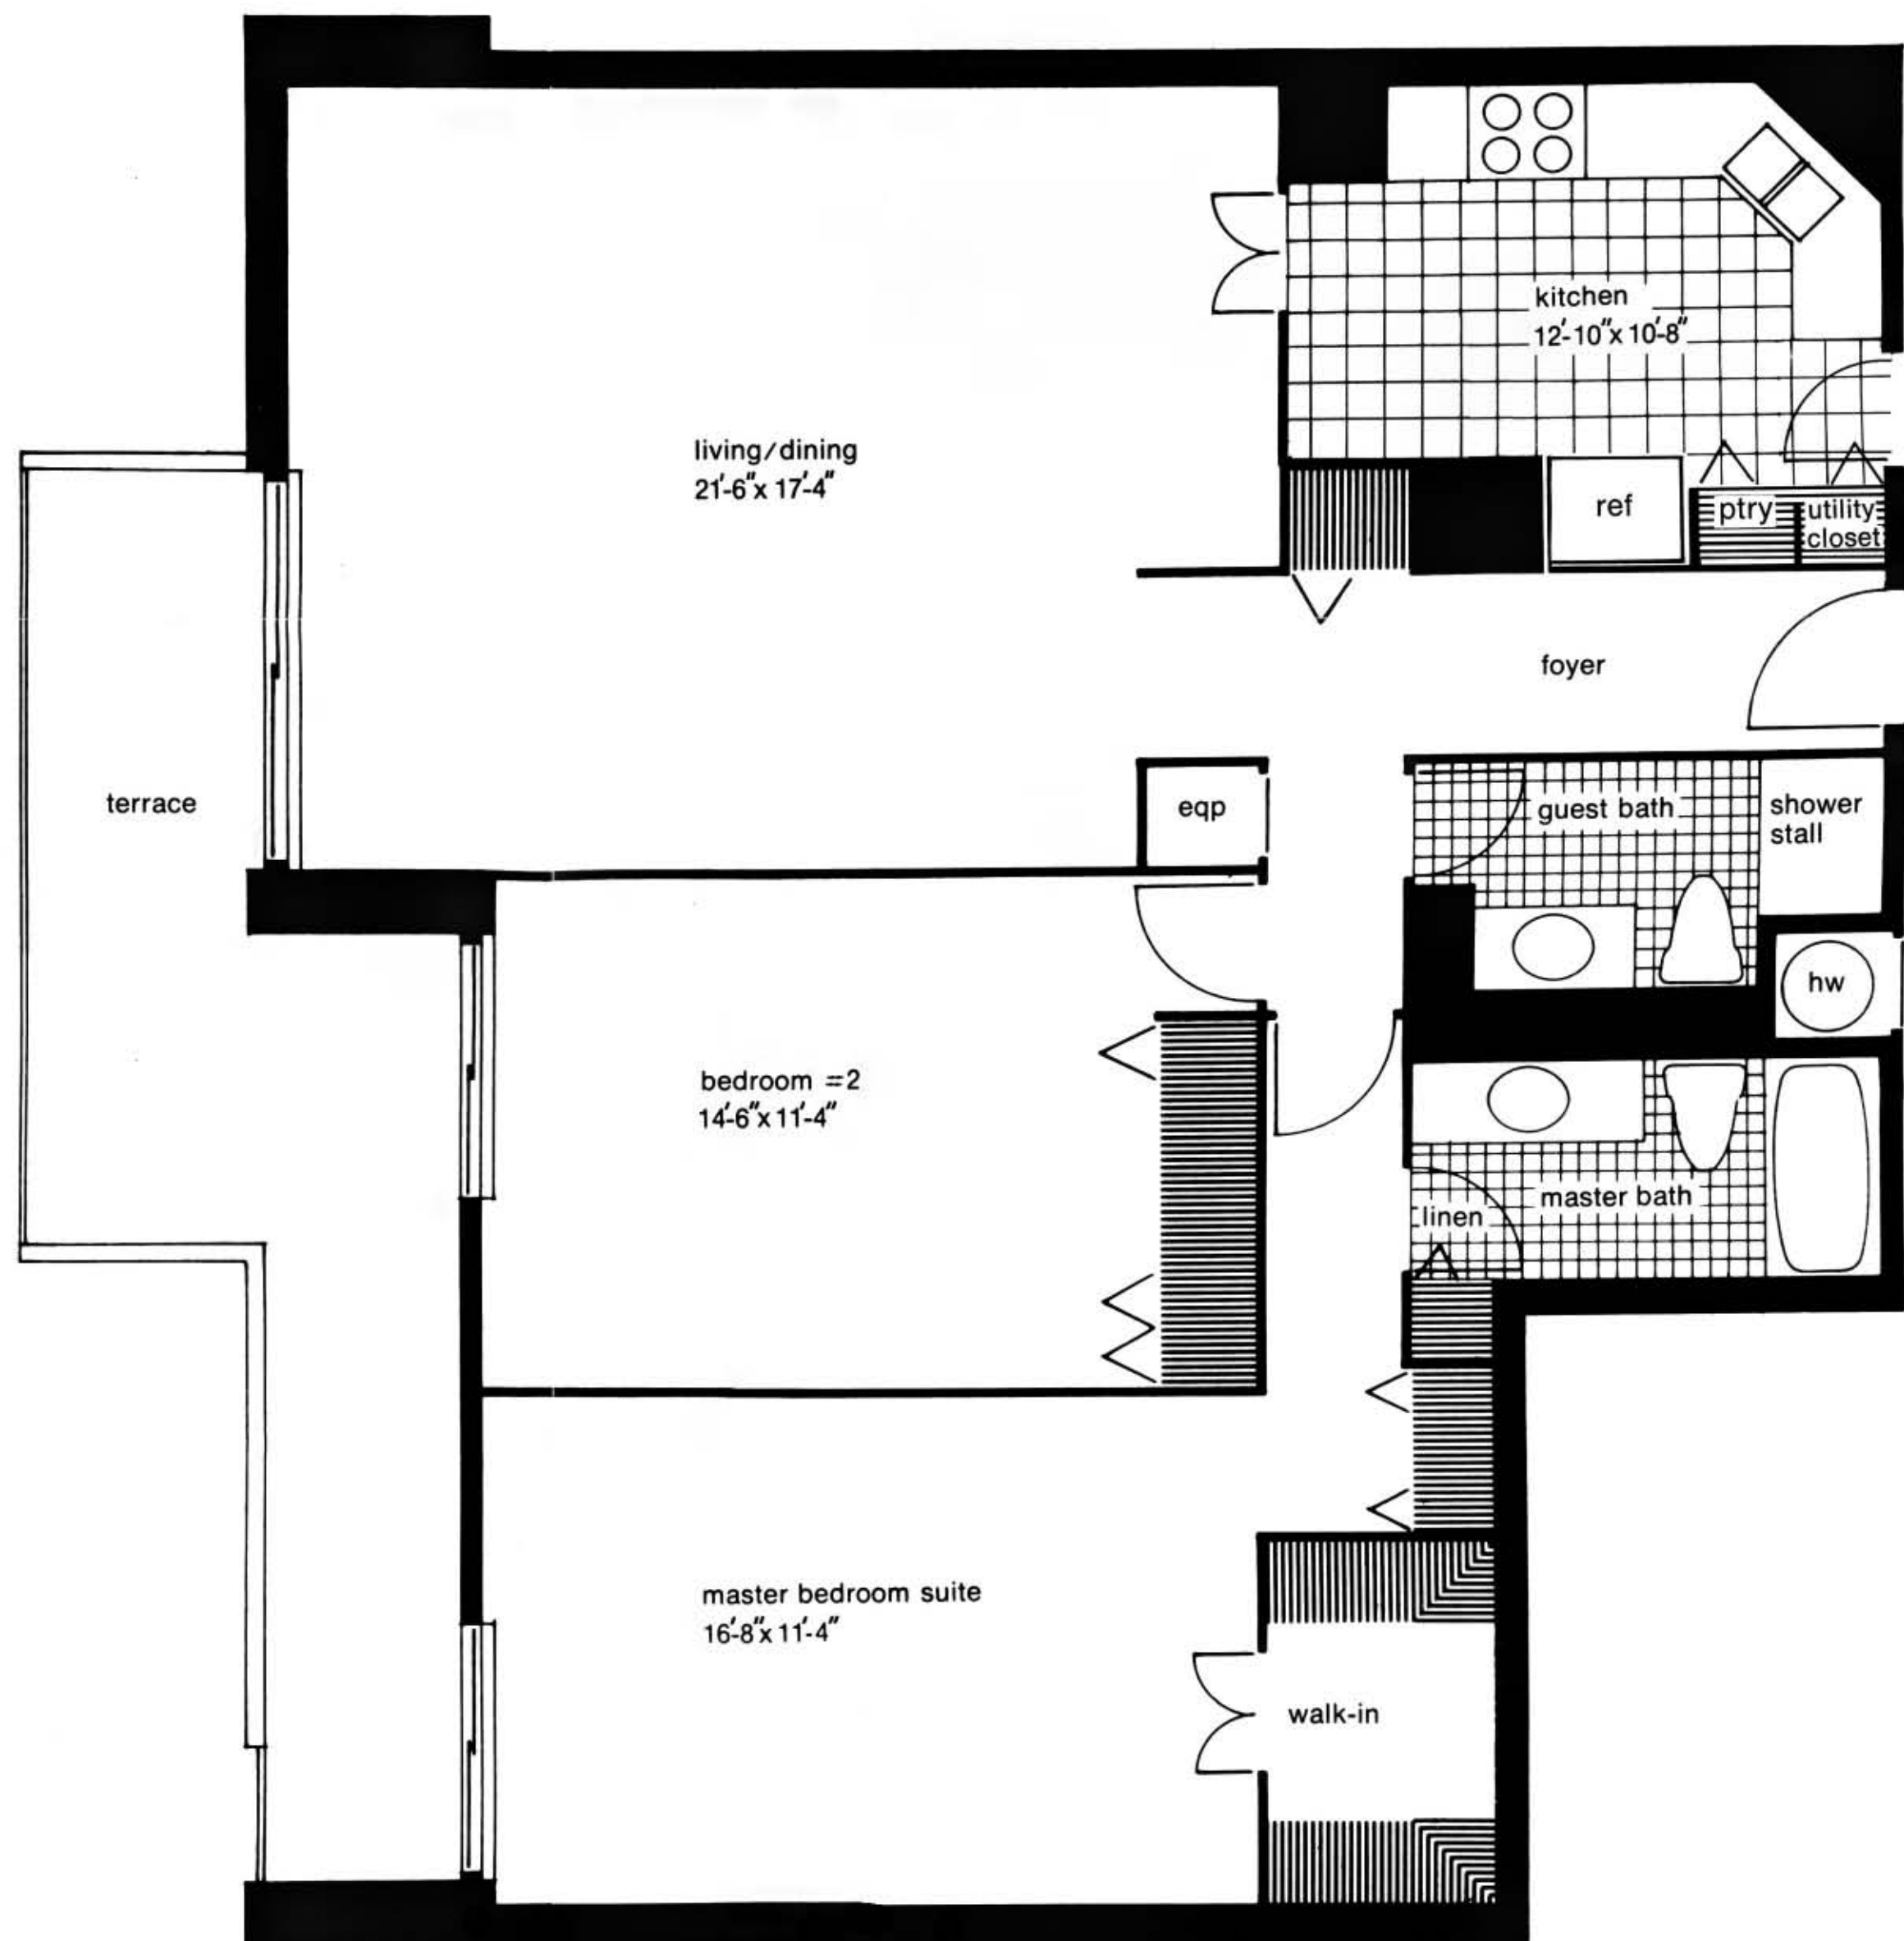 kitchen
12'-10"x 10'-8"
living/dining
21'-6"x 17'-4"
ref
ptry
utility
closet
foyer
terrace
eqp
guest bath
shower
stall
hw
bedroom =2
14'-6"x 11'-4"
master bath
linen
master bedroom suite
16'-8"x 11'-4"
walk-in